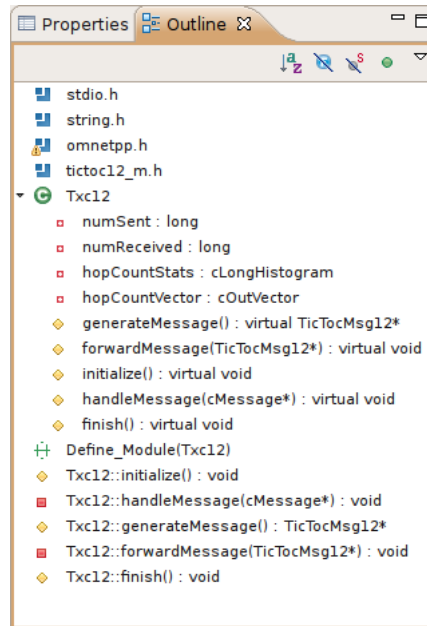 Properties Outline
a z S
stdio.h
string.h
omnetpp.h
tictoc12_m.h
C Txc12
numSent : long
numReceived : long
hopCountStats : cLongHistogram
hopCountVector : cOutVector
generateMessage() : virtual TicTocMsg12*
forwardMessage(TicTocMsg12*) : virtual void
initialize() : virtual void
handleMessage(cMessage*) : virtual void
finish() : virtual void
Define_Module(Txc12)
Txc12::initialize() : void
Txc12::handleMessage(cMessage*) : void
Txc12::generateMessage() : TicTocMsg12*
Txc12::forwardMessage(TicTocMsg12*) : void
Txc12::finish() : void